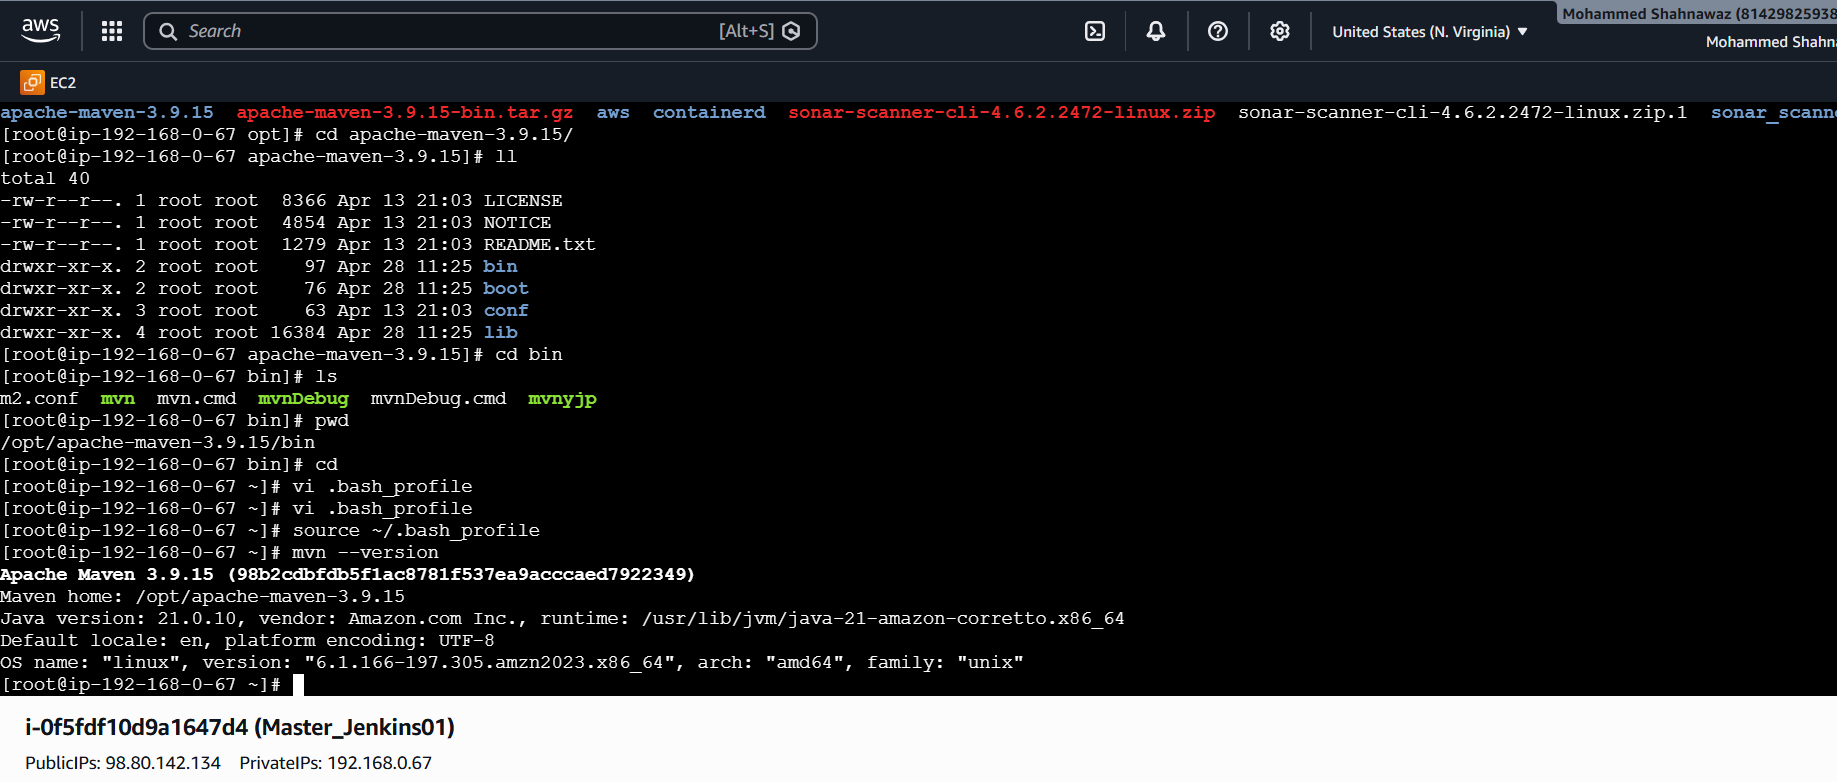 aws
Search [Alt+S]
United States (N. Virginia) ▼
Mohammed Shahnawaz (81429825938
Mohammed Shahna
EC2
apache-maven-3.9.15  apache-maven-3.9.15-bin.tar.gz  aws  containerd  sonar-scanner-cli-4.6.2.2472-linux.zip  sonar-scanner-cli-4.6.2.2472-linux.zip.1  sonar_scann
[root@ip-192-168-0-67 opt]# cd apache-maven-3.9.15/
[root@ip-192-168-0-67 apache-maven-3.9.15]# ll
total 40
-rw-r--r--. 1 root root  8366 Apr 13 21:03 LICENSE
-rw-r--r--. 1 root root  4854 Apr 13 21:03 NOTICE
-rw-r--r--. 1 root root  1279 Apr 13 21:03 README.txt
drwxr-xr-x. 2 root root    97 Apr 28 11:25 bin
drwxr-xr-x. 2 root root    76 Apr 28 11:25 boot
drwxr-xr-x. 3 root root    63 Apr 13 21:03 conf
drwxr-xr-x. 4 root root 16384 Apr 28 11:25 lib
[root@ip-192-168-0-67 apache-maven-3.9.15]# cd bin
[root@ip-192-168-0-67 bin]# ls
m2.conf  mvn  mvn.cmd  mvnDebug  mvnDebug.cmd  mvnyjp
[root@ip-192-168-0-67 bin]# pwd
/opt/apache-maven-3.9.15/bin
[root@ip-192-168-0-67 bin]# cd
[root@ip-192-168-0-67 ~]# vi .bash_profile
[root@ip-192-168-0-67 ~]# vi .bash_profile
[root@ip-192-168-0-67 ~]# source ~/.bash_profile
[root@ip-192-168-0-67 ~]# mvn --version
Apache Maven 3.9.15 (98b2cdbfdb5f1ac8781f537ea9acccaed7922349)
Maven home: /opt/apache-maven-3.9.15
Java version: 21.0.10, vendor: Amazon.com Inc., runtime: /usr/lib/jvm/java-21-amazon-corretto.x86_64
Default locale: en, platform encoding: UTF-8
OS name: "linux", version: "6.1.166-197.305.amzn2023.x86_64", arch: "amd64", family: "unix"
[root@ip-192-168-0-67 ~]#
i-0f5fdf10d9a1647d4 (Master_Jenkins01)
PublicIPs: 98.80.142.134 PrivateIPs: 192.168.0.67